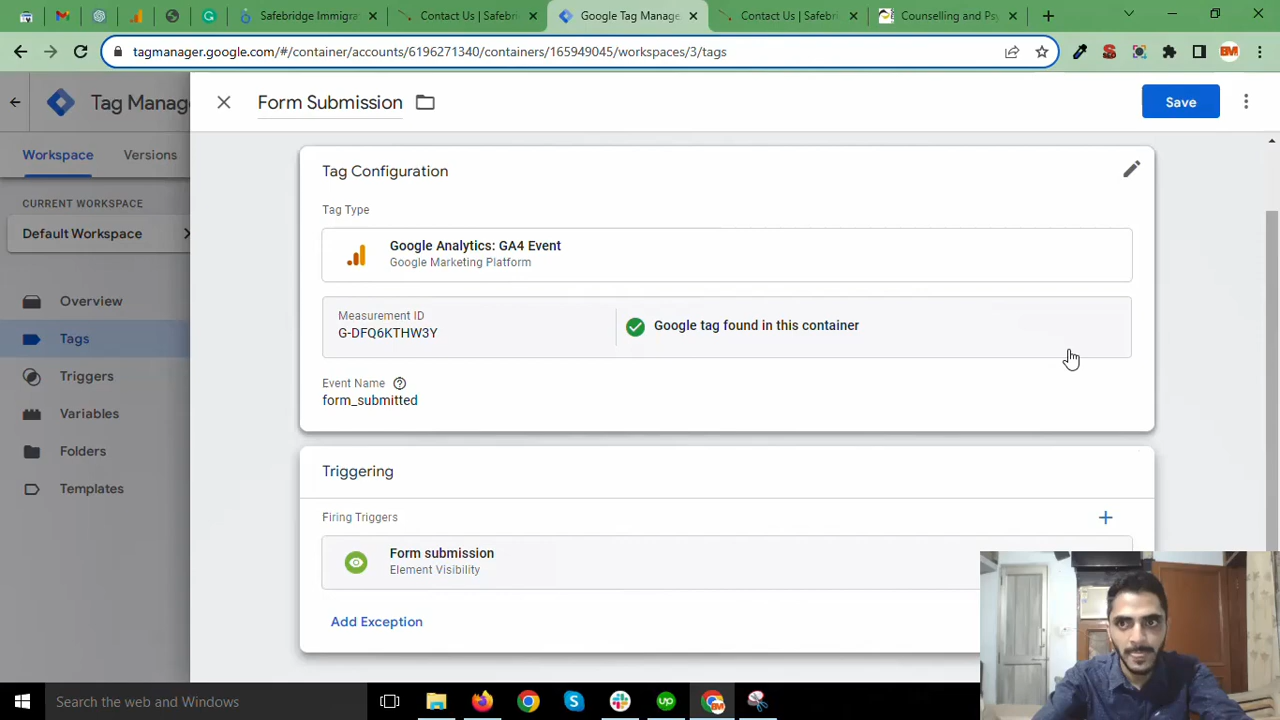 Safebridge Immigra
Contact Us | Safebri
Google Tag Manage
Contact Us | Safebri
Counselling and Psy
tagmanager.google.com/#/container/accounts/6196271340/containers/165949045/workspaces/3/tags
BM
Tag Manag
Form Submission
Save
Workspace
Versions
Tag Configuration
CURRENT WORKSPACE
Default Workspace
Tag Type
Google Analytics: GA4 Event
Google Marketing Platform
Overview
Measurement ID
G-DFQ6KTHW3Y
Google tag found in this container
Tags
Triggers
Event Name
form_submitted
Variables
Folders
Triggering
Templates
Firing Triggers
Form submission
Element Visibility
Add Exception
Search the web and Windows